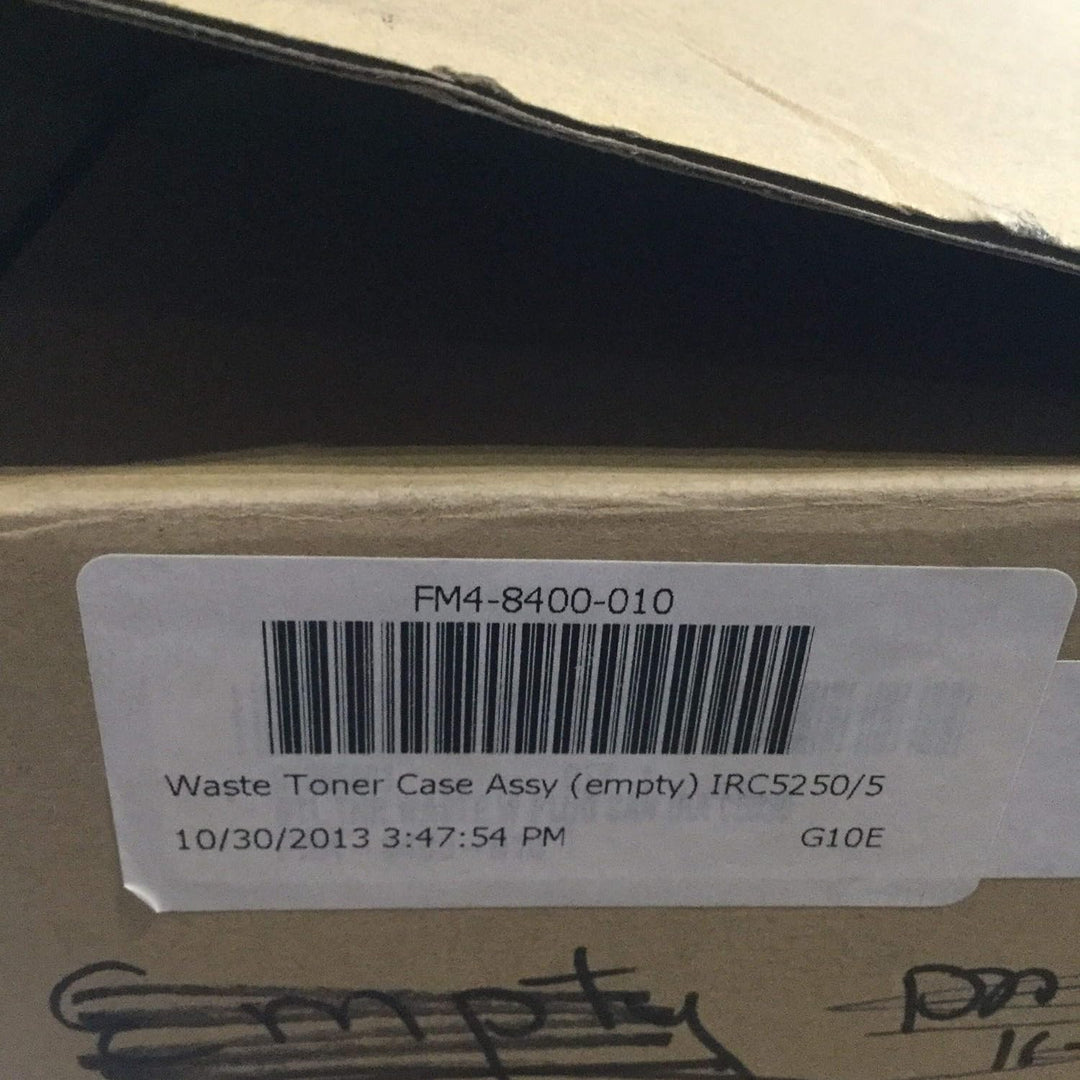 FM4-8400-010
Waste Toner Case Assy (empty) IRC5250/5
10/30/2013 3:47:54 PM G10E
Empty
16-